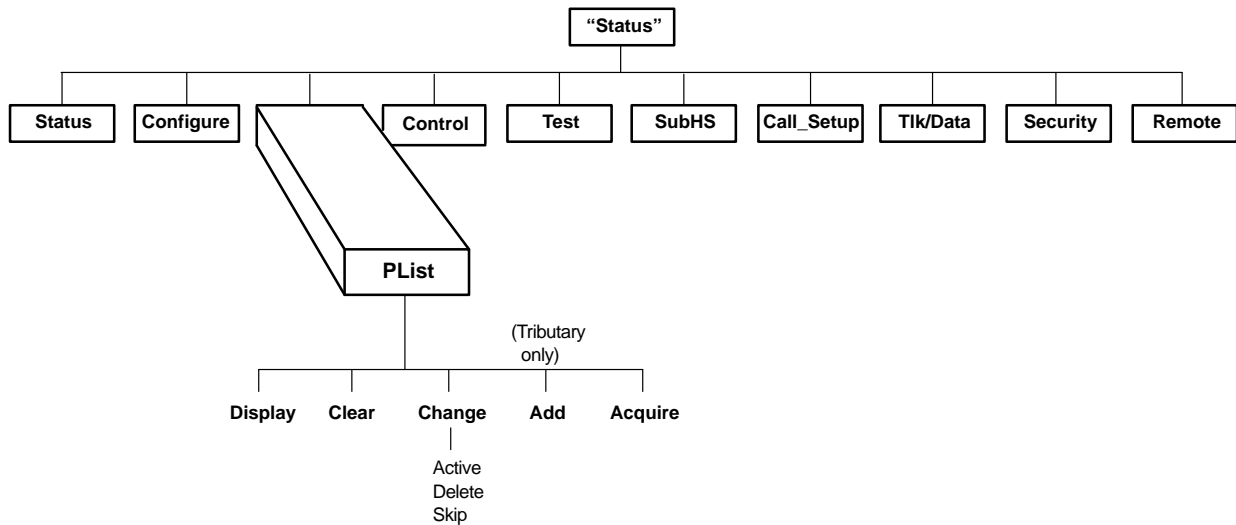 “Status”
Status Configure Control Test SubHS Call_Setup Tlk/Data Security Remote
PList
(Tributary
only)
Display Clear Change Add Acquire
Active
Delete
Skip